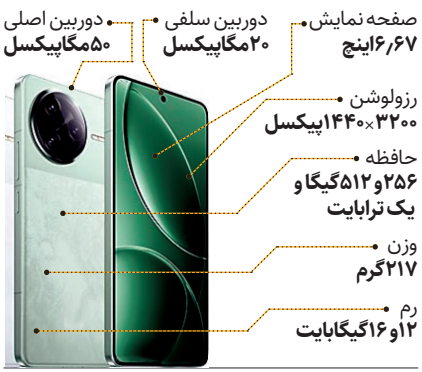 صفحه نمایش
۶٫۶۷اینچ
دوربین سلفی
۲۰مگاپیکسل
دوربین اصلی
۵۰مگاپیکسل
رزولوشن
۳۲۰۰×۱۴۴۰پیکسل
حافظه
۲۵۶و۵۱۲گیگا و
یک ترابایت
وزن
۲۱۷گرم
رم
۱۲و۱۶گیگابایت